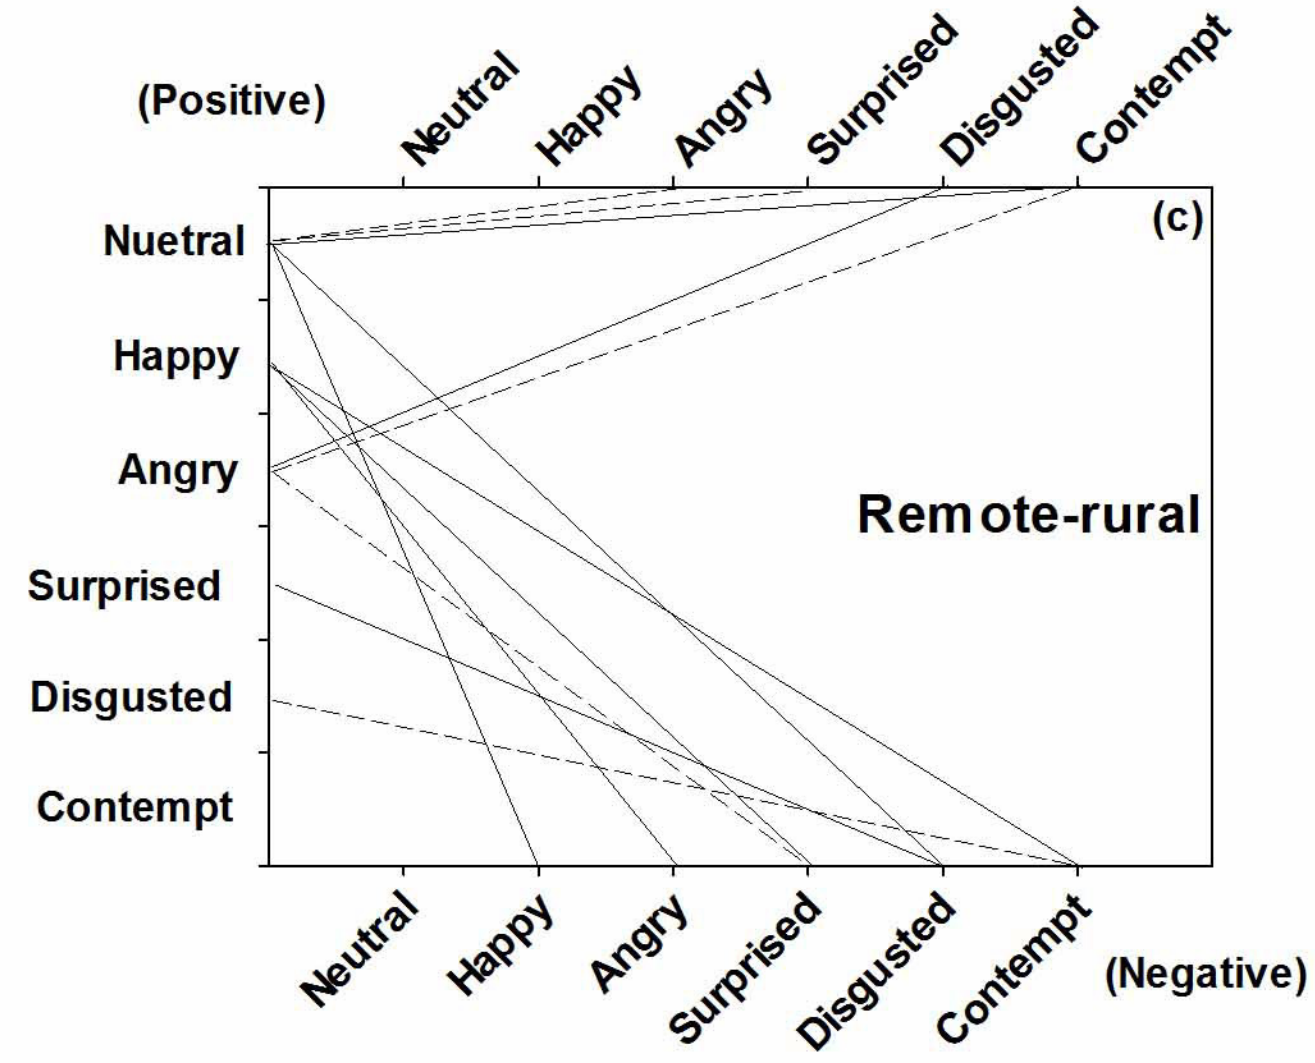 (Positive)
Neutral
Happy
Angry
Surprised
Disgusted
Contempt
(c)
Nuetral
Happy
Angry
Surprised
Disgusted
Contempt
Remote-rural
Neutral
Happy
Angry
Surprised
Disgusted
Contempt
(Negative)